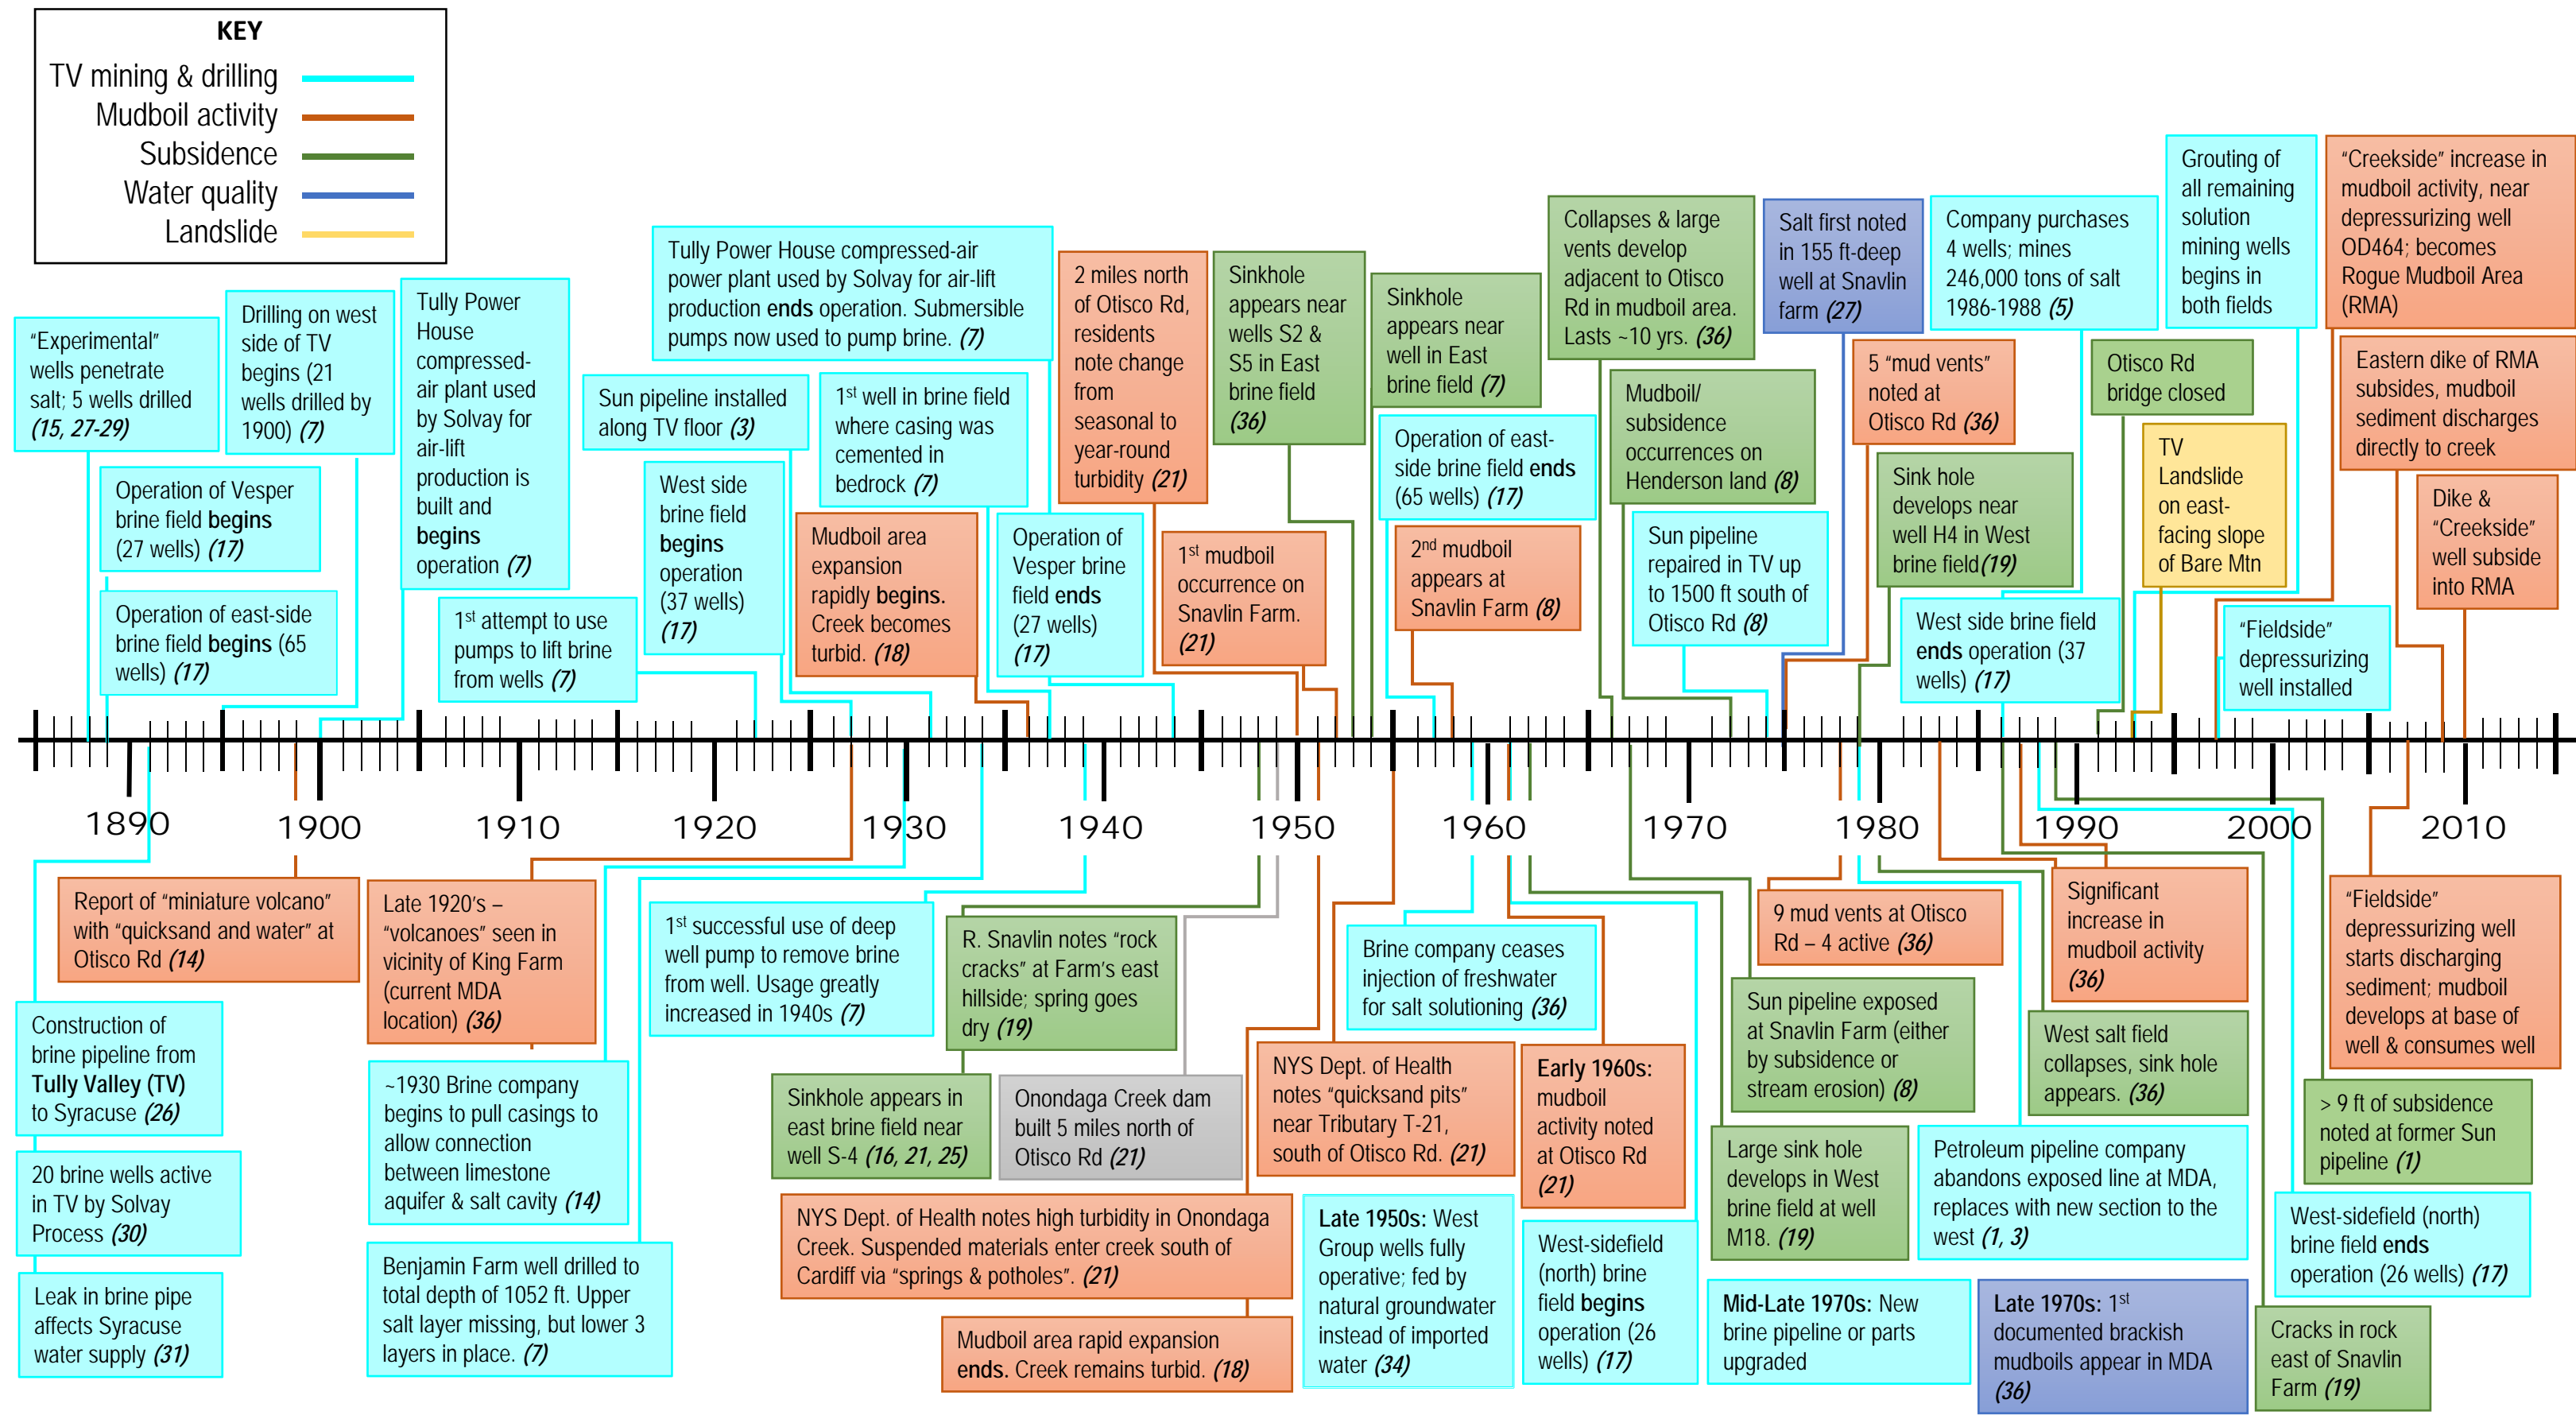 KEY
TV mining & drilling
Mudboil activity
Subsidence
Water quality
Landslide
“Experimental”
wells penetrate
salt; 5 wells drilled
(15, 27-29)
Operation of Vesper
brine field begins
(27 wells) (17)
Operation of east-side
brine field begins (65
wells) (17)
Drilling on west
side of TV
begins (21
wells drilled by
1900) (7)
Tully Power
House
compressed-
air plant used
by Solvay for
air-lift
production is
built and
begins
operation (7)
1st attempt to use
pumps to lift brine
from wells (7)
Tully Power House compressed-air
power plant used by Solvay for air-lift
production ends operation. Submersible
pumps now used to pump brine. (7)
Sun pipeline installed
along TV floor (3)
West side
brine field
begins
operation
(37 wells)
(17)
1st well in brine field
where casing was
cemented in
bedrock (7)
Mudboil area
expansion
rapidly begins.
Creek becomes
turbid. (18)
Operation of
Vesper brine
field ends
(27 wells)
(17)
2 miles north
of Otisco Rd,
residents
note change
from
seasonal to
year-round
turbidity (21)
1st mudboil
occurrence on
Snavlin Farm.
(21)
Sinkhole
appears near
wells S2 &
S5 in East
brine field
(36)
Sinkhole
appears near
well in East
brine field (7)
Operation of east-
side brine field ends
(65 wells) (17)
2nd mudboil
appears at
Snavlin Farm (8)
Collapses & large
vents develop
adjacent to Otisco
Rd in mudboil area.
Lasts ~10 yrs. (36)
Mudboil/
subsidence
occurrences on
Henderson land (8)
Sun pipeline
repaired in TV up
to 1500 ft south of
Otisco Rd (8)
Salt first noted
in 155 ft-deep
well at Snavlin
farm (27)
5 “mud vents”
noted at
Otisco Rd (36)
Sink hole
develops near
well H4 in West
brine field(19)
Company purchases
4 wells; mines
246,000 tons of salt
1986-1988 (5)
West side brine field
ends operation (37
wells) (17)
Otisco Rd
bridge closed
TV
Landslide
on east-
facing slope
of Bare Mtn
Grouting of
all remaining
solution
mining wells
begins in
both fields
“Fieldside”
depressurizing
well installed
“Creekside” increase in
mudboil activity, near
depressurizing well
OD464; becomes
Rogue Mudboil Area
(RMA)
Eastern dike of RMA
subsides, mudboil
sediment discharges
directly to creek
Dike &
“Creekside”
well subside
into RMA
1890 1900 1910 1920 1930 1940 1950 1960 1970 1980 1990 2000 2010
Report of “miniature volcano”
with “quicksand and water” at
Otisco Rd (14)
Construction of
brine pipeline from
Tully Valley (TV)
to Syracuse (26)
20 brine wells active
in TV by Solvay
Process (30)
Leak in brine pipe
affects Syracuse
water supply (31)
Late 1920’s –
“volcanoes” seen in
vicinity of King Farm
(current MDA
location) (36)
~1930 Brine company
begins to pull casings to
allow connection
between limestone
aquifer & salt cavity (14)
Benjamin Farm well drilled to
total depth of 1052 ft. Upper
salt layer missing, but lower 3
layers in place. (7)
1st successful use of deep
well pump to remove brine
from well. Usage greatly
increased in 1940s (7)
R. Snavlin notes “rock
cracks” at Farm’s east
hillside; spring goes
dry (19)
Sinkhole appears in
east brine field near
well S-4 (16, 21, 25)
Onondaga Creek dam
built 5 miles north of
Otisco Rd (21)
NYS Dept. of Health notes high turbidity in Onondaga
Creek. Suspended materials enter creek south of
Cardiff via “springs & potholes”. (21)
Mudboil area rapid expansion
ends. Creek remains turbid. (18)
NYS Dept. of Health
notes “quicksand pits”
near Tributary T-21,
south of Otisco Rd. (21)
Brine company ceases
injection of freshwater
for salt solutioning (36)
Late 1950s: West
Group wells fully
operative; fed by
natural groundwater
instead of imported
water (34)
Early 1960s:
mudboil
activity noted
at Otisco Rd
(21)
West-sidefield
(north) brine
field begins
operation (26
wells) (17)
9 mud vents at Otisco
Rd – 4 active (36)
Sun pipeline exposed
at Snavlin Farm (either
by subsidence or
stream erosion) (8)
Large sink hole
develops in West
brine field at well
M18. (19)
Mid-Late 1970s: New
brine pipeline or parts
upgraded
Significant
increase in
mudboil activity
(36)
West salt field
collapses, sink hole
appears. (36)
Petroleum pipeline company
abandons exposed line at MDA,
replaces with new section to the
west (1, 3)
Late 1970s: 1st
documented brackish
mudboils appear in MDA
(36)
“Fieldside”
depressurizing well
starts discharging
sediment; mudboil
develops at base of
well & consumes well
> 9 ft of subsidence
noted at former Sun
pipeline (1)
West-sidefield (north)
brine field ends
operation (26 wells) (17)
Cracks in rock
east of Snavlin
Farm (19)